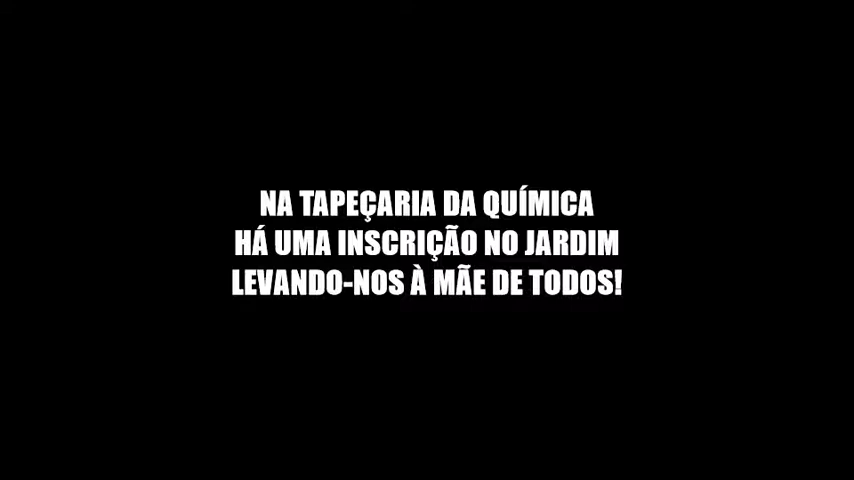 NA TAPEÇARIA DA QUÍMICA
HÁ UMA INSCRIÇÃO NO JARDIM
LEVANDO-NOS À MÃE DE TODOS!